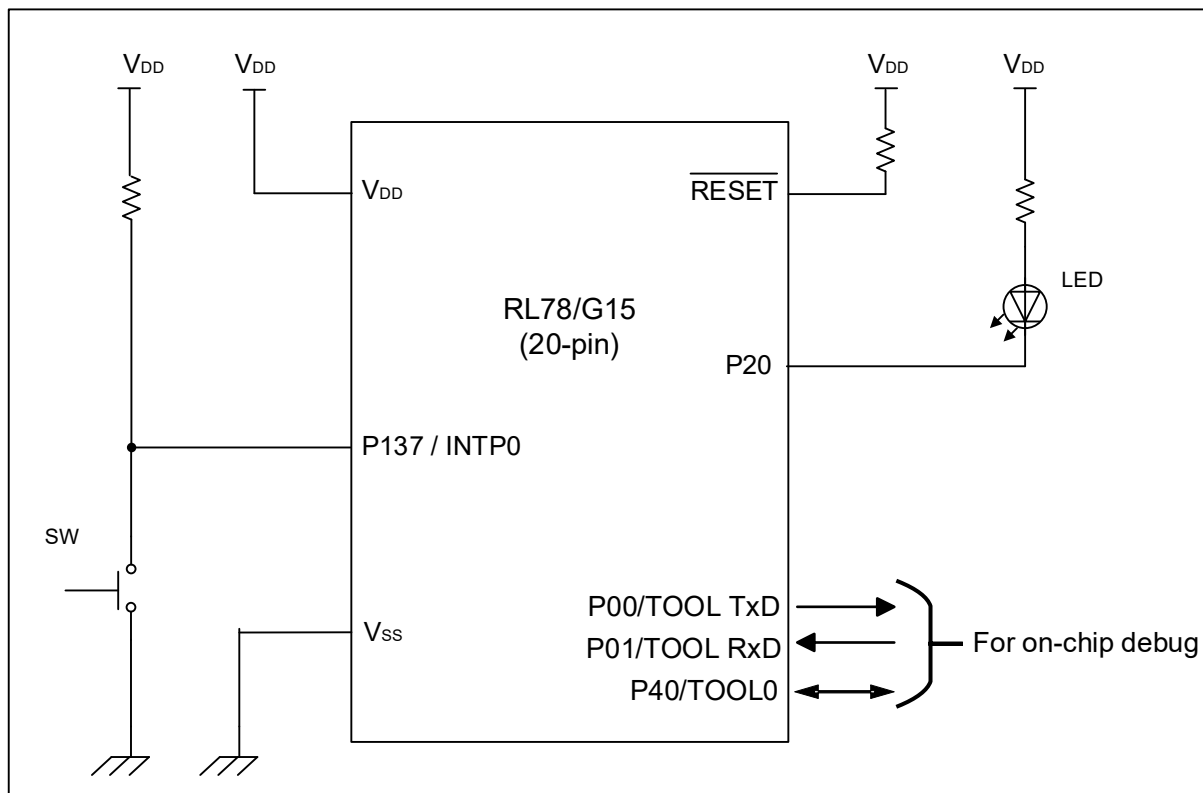 VDD
VDD
VDD
VDD
VDD
RESET
LED
RL78/G15
(20-pin)
P20
P137 / INTP0
SW
P00/TOOL TxD
VSS
P01/TOOL RxD
For on-chip debug
P40/TOOL0